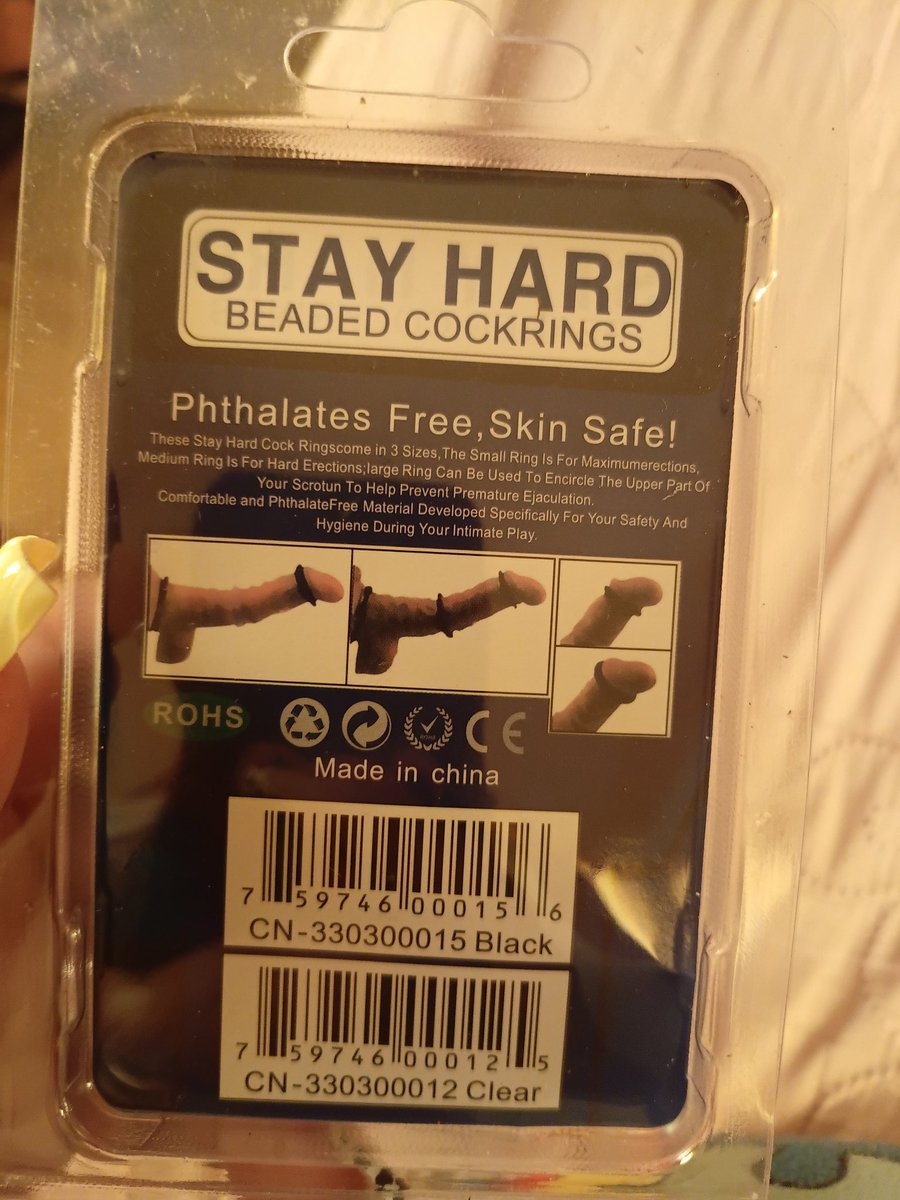 STAY HARD
BEADED COCKRINGS
Phthalates Free,Skin Safe!
These Stay Hard Cock Ringscome in 3 Sizes,The Small Ring Is For Maximumerections,
Medium Ring Is For Hard Erections;large Ring Can Be Used To Encircle The Upper Part Of
Your Scrotun To Help Prevent Premature Ejaculation.
Comfortable and PhthalateFree Material Developed Specifically For Your Safety And
Hygiene During Your Intimate Play.
ROHS
CE
Made in china
7 59746 00015 6
CN-330300015 Black
7 59746 00012 5
CN-330300012 Clear